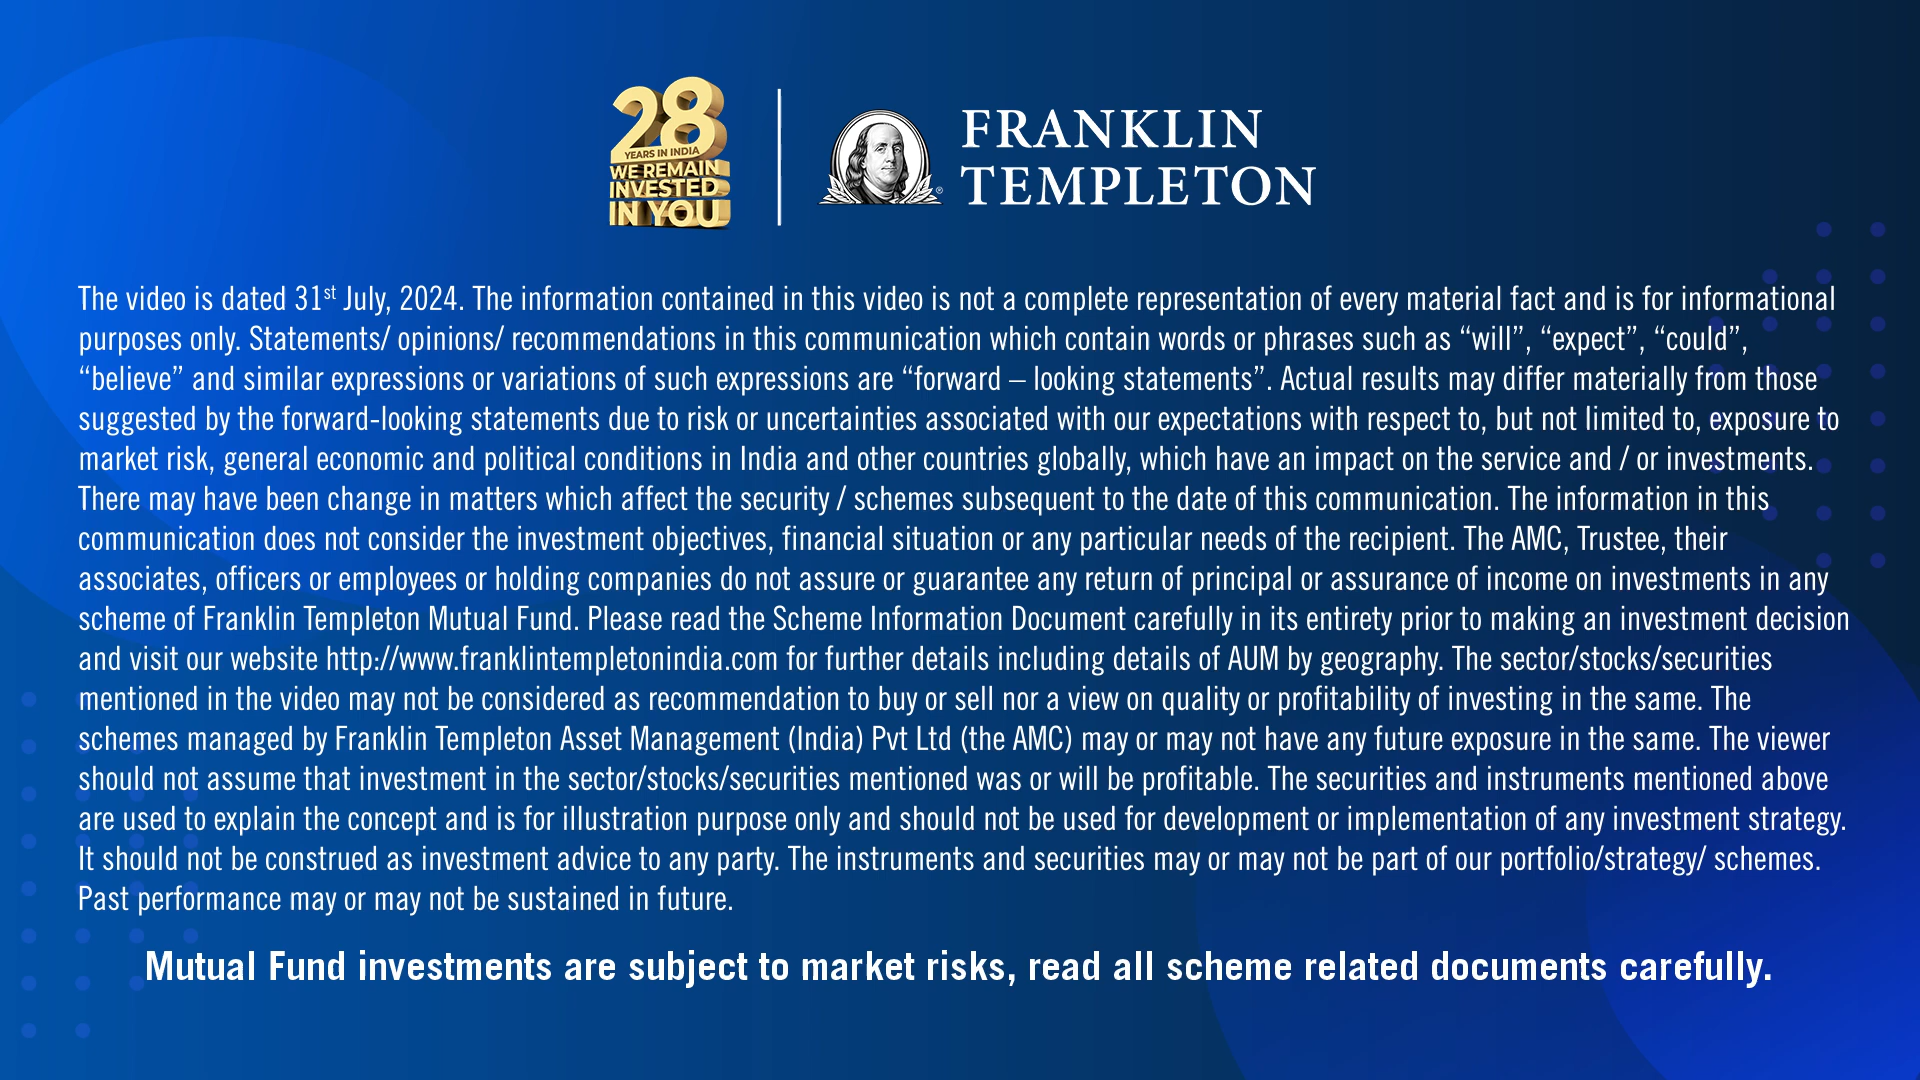 28
YEARS IN INDIA
WE REMAIN
INVESTED
IN YOU
FRANKLIN
TEMPLETON
®
The video is dated 31st July, 2024. The information contained in this video is not a complete representation of every material fact and is for informational
purposes only. Statements/ opinions/ recommendations in this communication which contain words or phrases such as “will”, “expect”, “could”,
“believe” and similar expressions or variations of such expressions are “forward – looking statements”. Actual results may differ materially from those
suggested by the forward-looking statements due to risk or uncertainties associated with our expectations with respect to, but not limited to, exposure to
market risk, general economic and political conditions in India and other countries globally, which have an impact on the service and / or investments.
There may have been change in matters which affect the security / schemes subsequent to the date of this communication. The information in this
communication does not consider the investment objectives, financial situation or any particular needs of the recipient. The AMC, Trustee, their
associates, officers or employees or holding companies do not assure or guarantee any return of principal or assurance of income on investments in any
scheme of Franklin Templeton Mutual Fund. Please read the Scheme Information Document carefully in its entirety prior to making an investment decision
and visit our website http://www.franklintempletonindia.com for further details including details of AUM by geography. The sector/stocks/securities
mentioned in the video may not be considered as recommendation to buy or sell nor a view on quality or profitability of investing in the same. The
schemes managed by Franklin Templeton Asset Management (India) Pvt Ltd (the AMC) may or may not have any future exposure in the same. The viewer
should not assume that investment in the sector/stocks/securities mentioned was or will be profitable. The securities and instruments mentioned above
are used to explain the concept and is for illustration purpose only and should not be used for development or implementation of any investment strategy.
It should not be construed as investment advice to any party. The instruments and securities may or may not be part of our portfolio/strategy/ schemes.
Past performance may or may not be sustained in future.
Mutual Fund investments are subject to market risks, read all scheme related documents carefully.